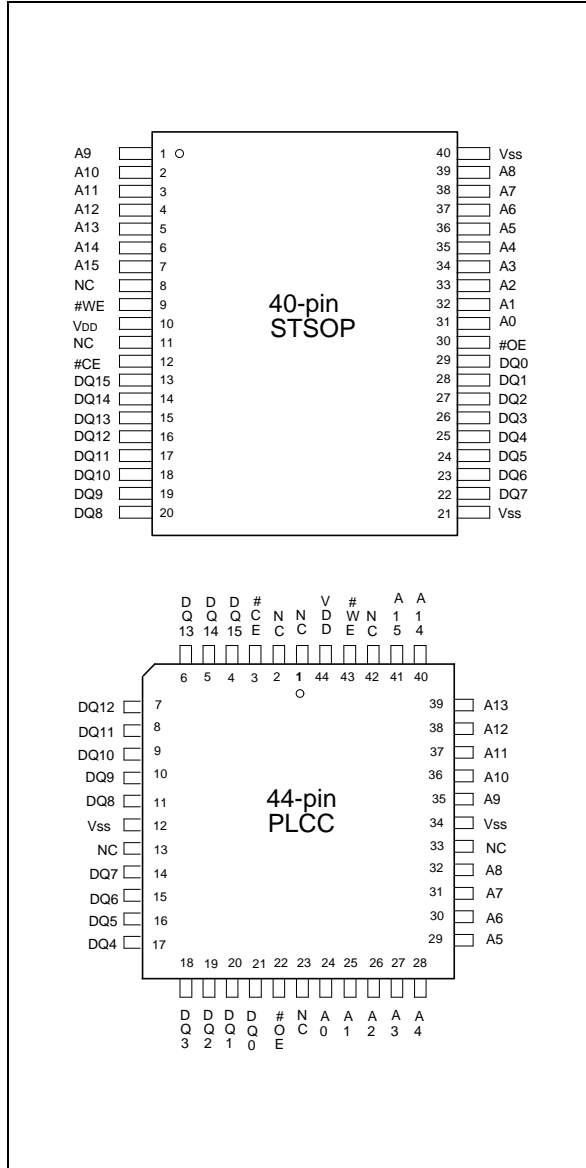 A9 1 40 Vss
A10 2 39 A8
A11 3 38 A7
A12 4 37 A6
A13 5 36 A5
A14 6 35 A4
A15 7 34 A3
NC 8 33 A2
#WE 9 32 A1
VDD 10 31 A0
NC 11 30 #OE
#CE 12 29 DQ0
DQ15 13 28 DQ1
DQ14 14 27 DQ2
DQ13 15 26 DQ3
DQ12 16 25 DQ4
DQ11 17 24 DQ5
DQ10 18 23 DQ6
DQ9 19 22 DQ7
DQ8 20 21 Vss
40-pin
STSOP
DQ13 DQ14 DQ15 #CE NC NC VDD #WE NC A15 A14
6 5 4 3 2 1 44 43 42 41 40
DQ12 7 39 A13
DQ11 8 38 A12
DQ10 9 37 A11
DQ9 10 36 A10
DQ8 11 35 A9
Vss 12 34 Vss
NC 13 33 NC
DQ7 14 32 A8
DQ6 15 31 A7
DQ5 16 30 A6
DQ4 17 29 A5
44-pin
PLCC
18 19 20 21 22 23 24 25 26 27 28
DQ3 DQ2 DQ1 DQ0 #OE NC A0 A1 A2 A3 A4